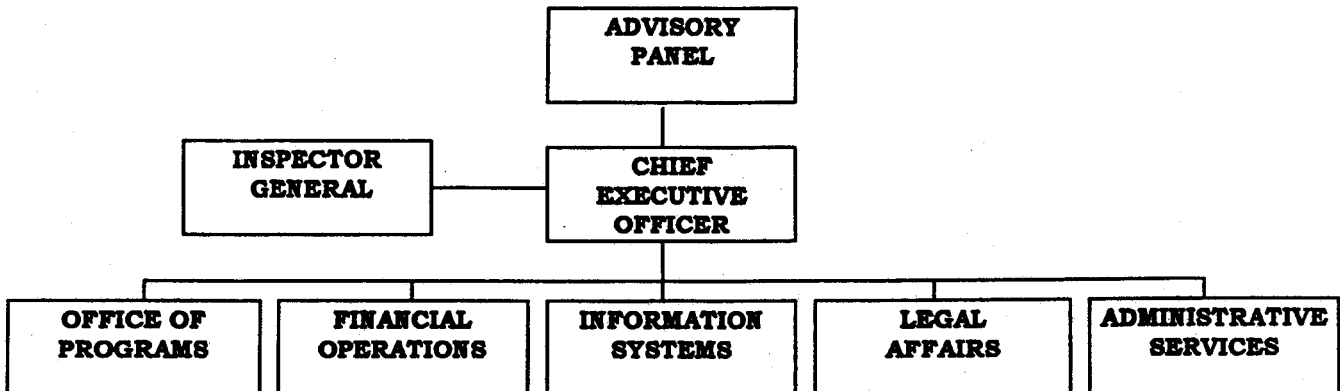 ADVISORY
PANEL
INSPECTOR
GENERAL
CHIEF
EXECUTIVE
OFFICER
OFFICE OF
PROGRAMS
FINANCIAL
OPERATIONS
INFORMATION
SYSTEMS
LEGAL
AFFAIRS
ADMINISTRATIVE
SERVICES